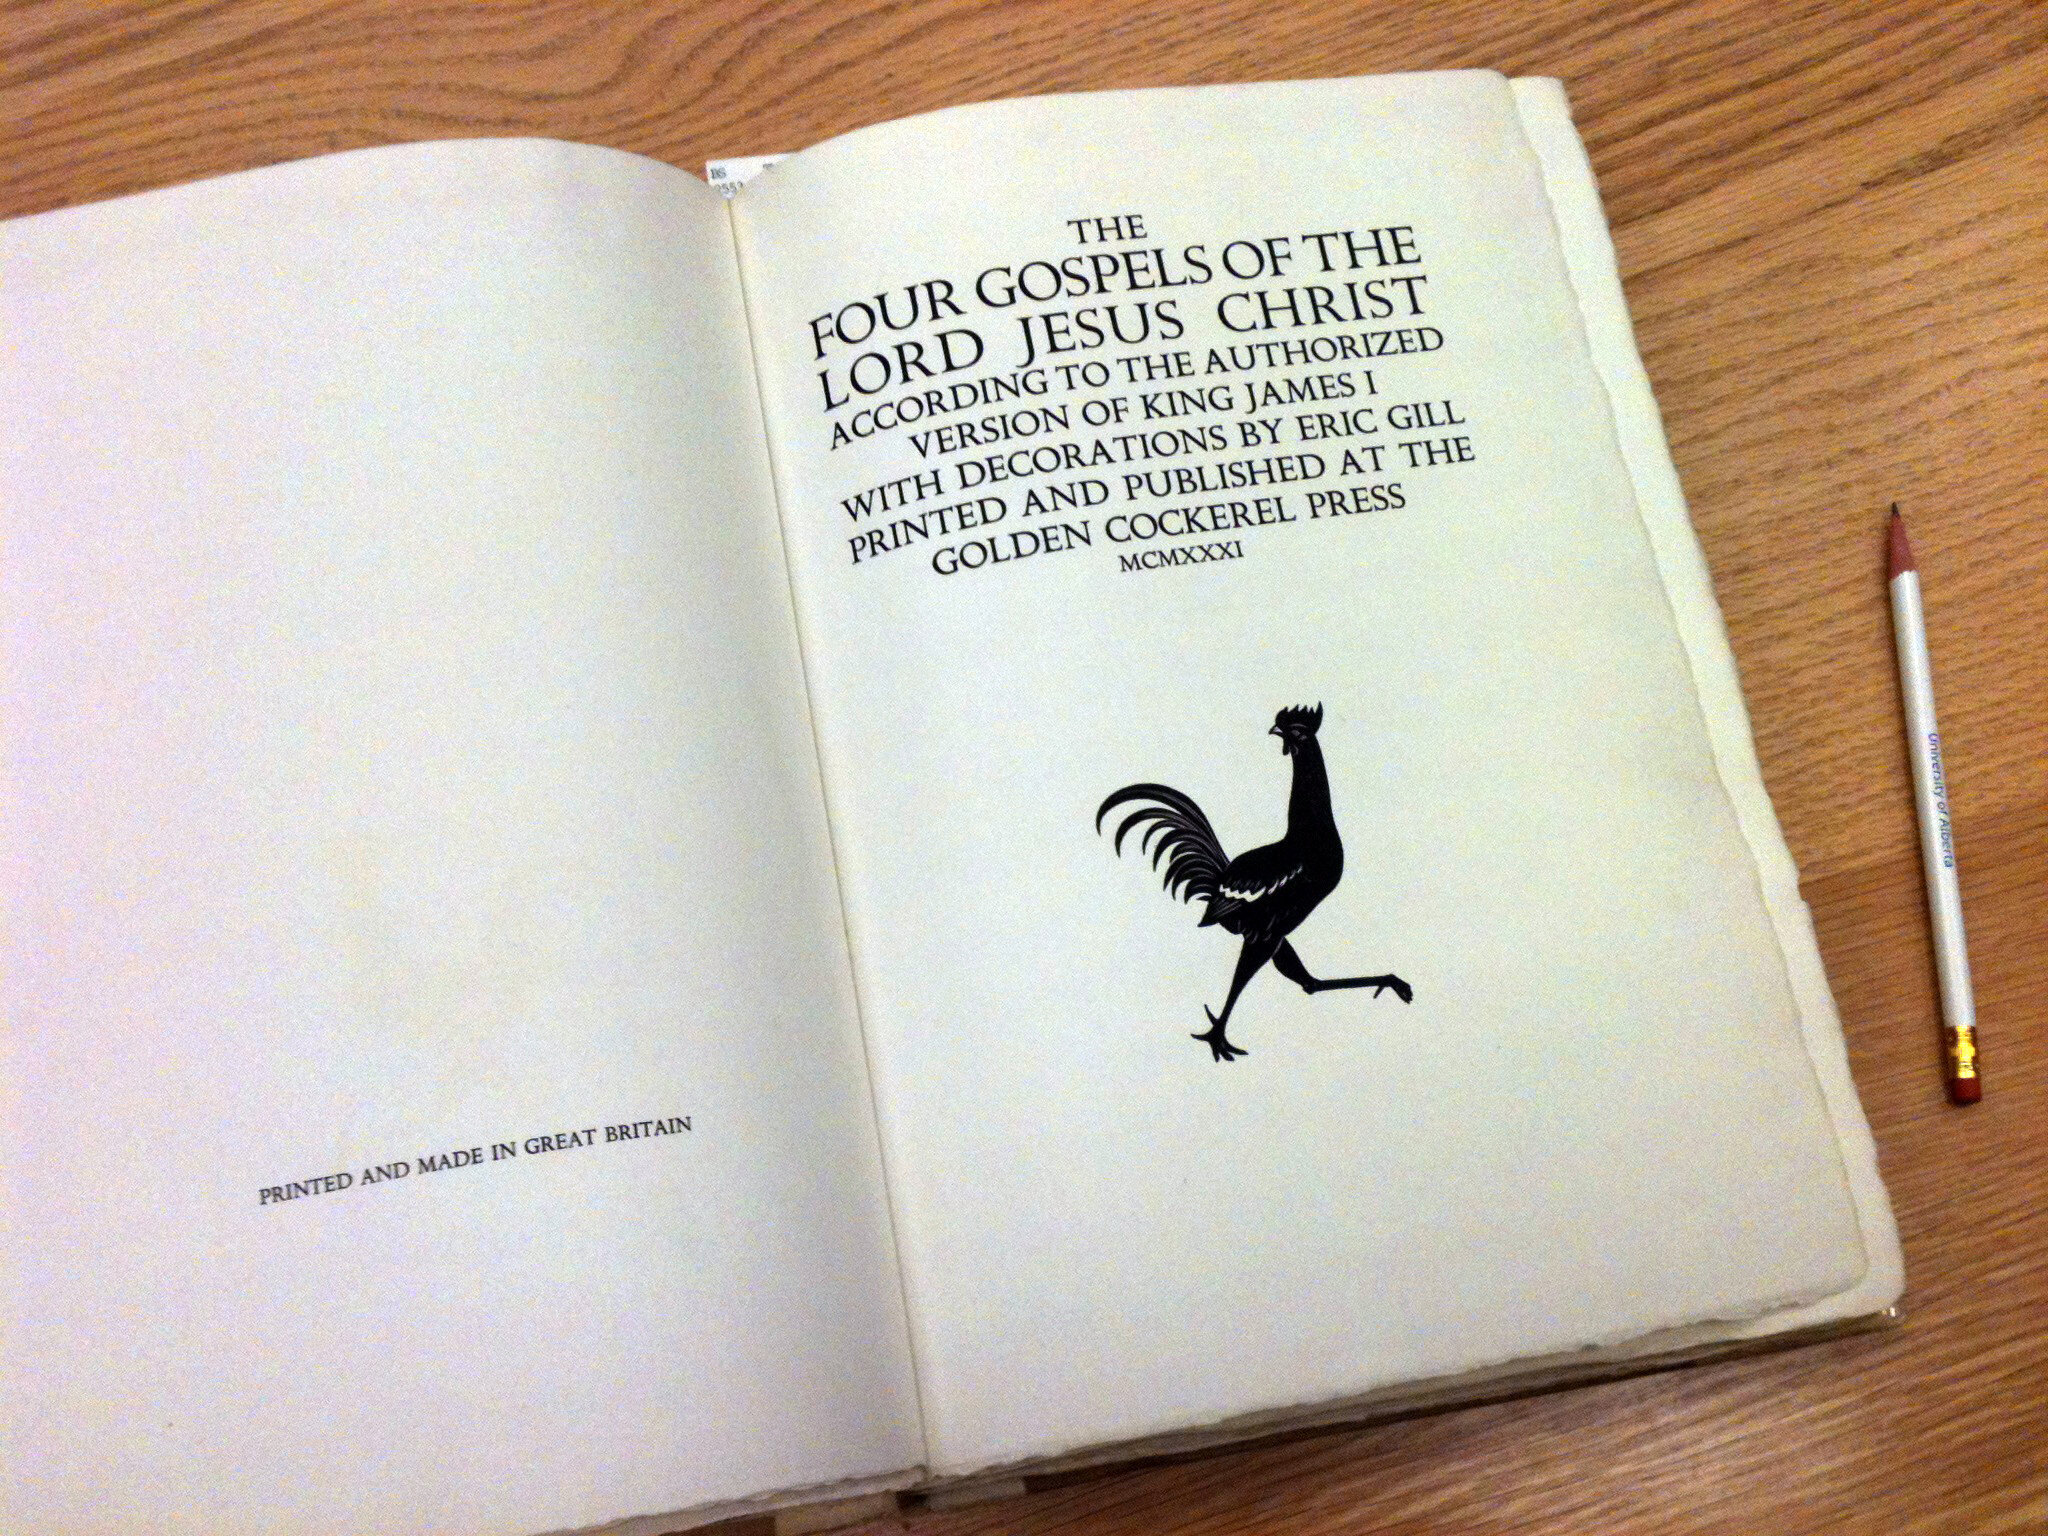 BS
THE
FOUR GOSPELS OF THE
LORD JESUS CHRIST
ACCORDING TO THE AUTHORIZED
VERSION OF KING JAMES I
WITH DECORATIONS BY ERIC GILL
PRINTED AND PUBLISHED AT THE
GOLDEN COCKEREL PRESS
MCMXXXI
PRINTED AND MADE IN GREAT BRITAIN
University of Alberta